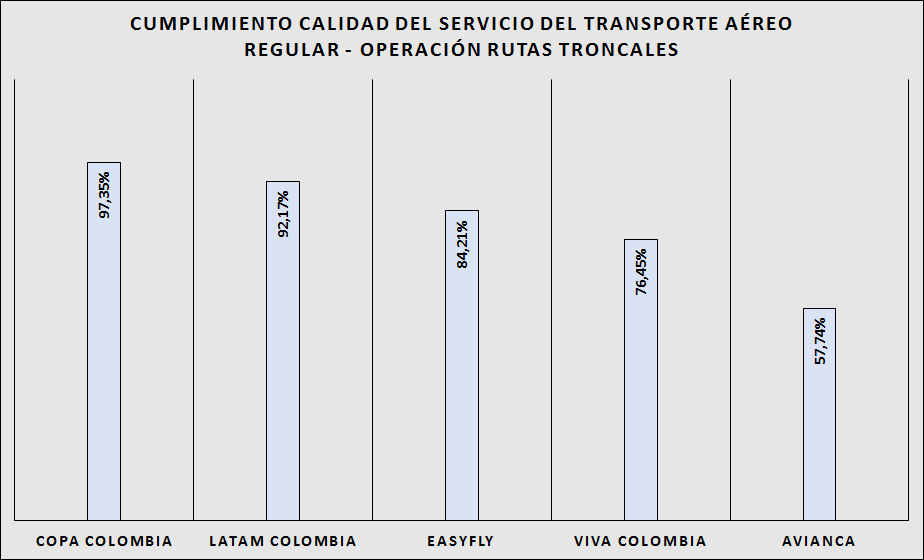 CUMPLIMIENTO CALIDAD DEL SERVICIO DEL TRANSPORTE AÉREO
REGULAR - OPERACIÓN RUTAS TRONCALES
97,35%
92,17%
84,21%
76,45%
57,74%
COPA COLOMBIA
LATAM COLOMBIA
EASYFLY
VIVA COLOMBIA
AVIANCA